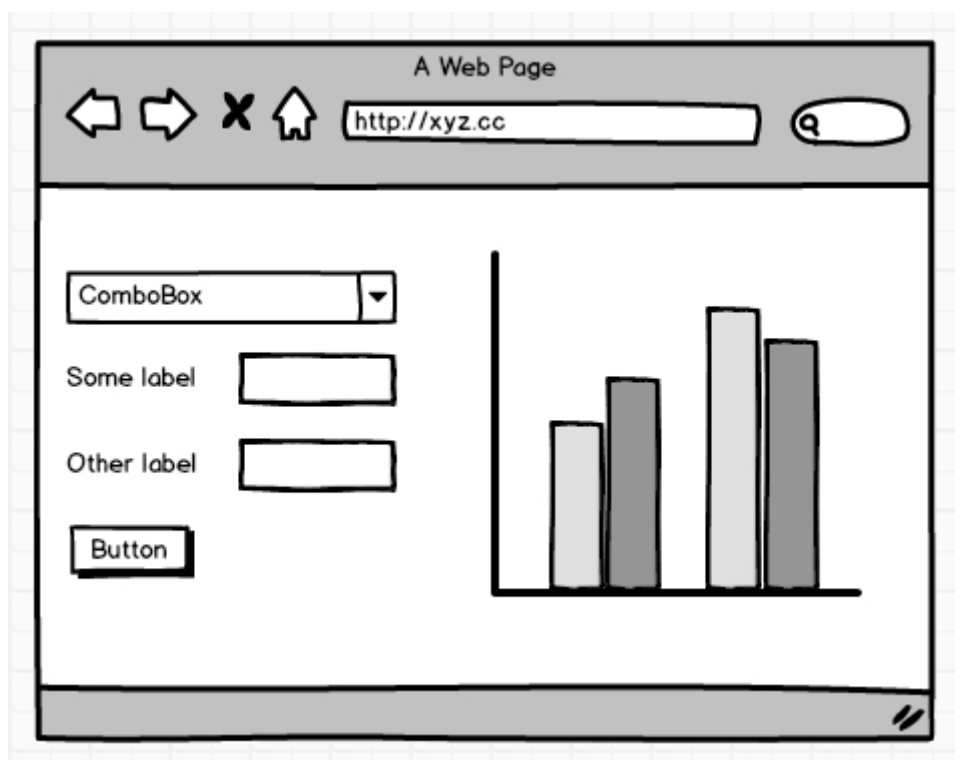 A Web Page
http://xyz.cc
ComboBox
Some label
Other label
Button